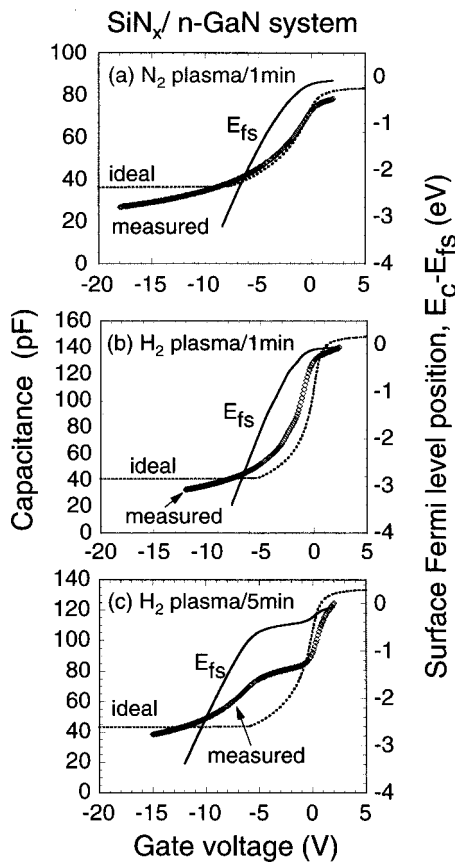 SiNx/ n-GaN system
(a) N2 plasma/1min
100
80
60
40
20
0
0
-1
-2
-3
-4
Efs
ideal
measured
-20 -15 -10 -5 0 5
(b) H2 plasma/1min
160
140
120
100
80
60
40
20
0
0
-1
-2
-3
-4
Efs
ideal
measured
-20 -15 -10 -5 0 5
(c) H2 plasma/5min
140
120
100
80
60
40
20
0
0
-1
-2
-3
-4
Efs
ideal
measured
-20 -15 -10 -5 0 5
Gate voltage (V)
Capacitance (pF)
Surface Fermi level position, EC-Efs (eV)